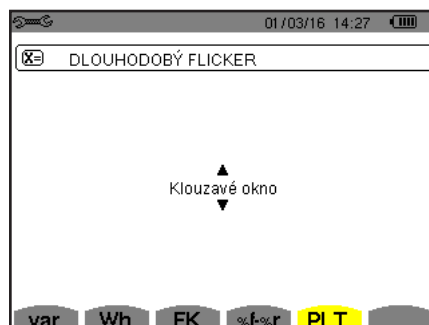 01/03/16 14:27
X= DLOUHODOBÝ FLICKER
Klouzavé okno
var Wh FK %f-%r PLT